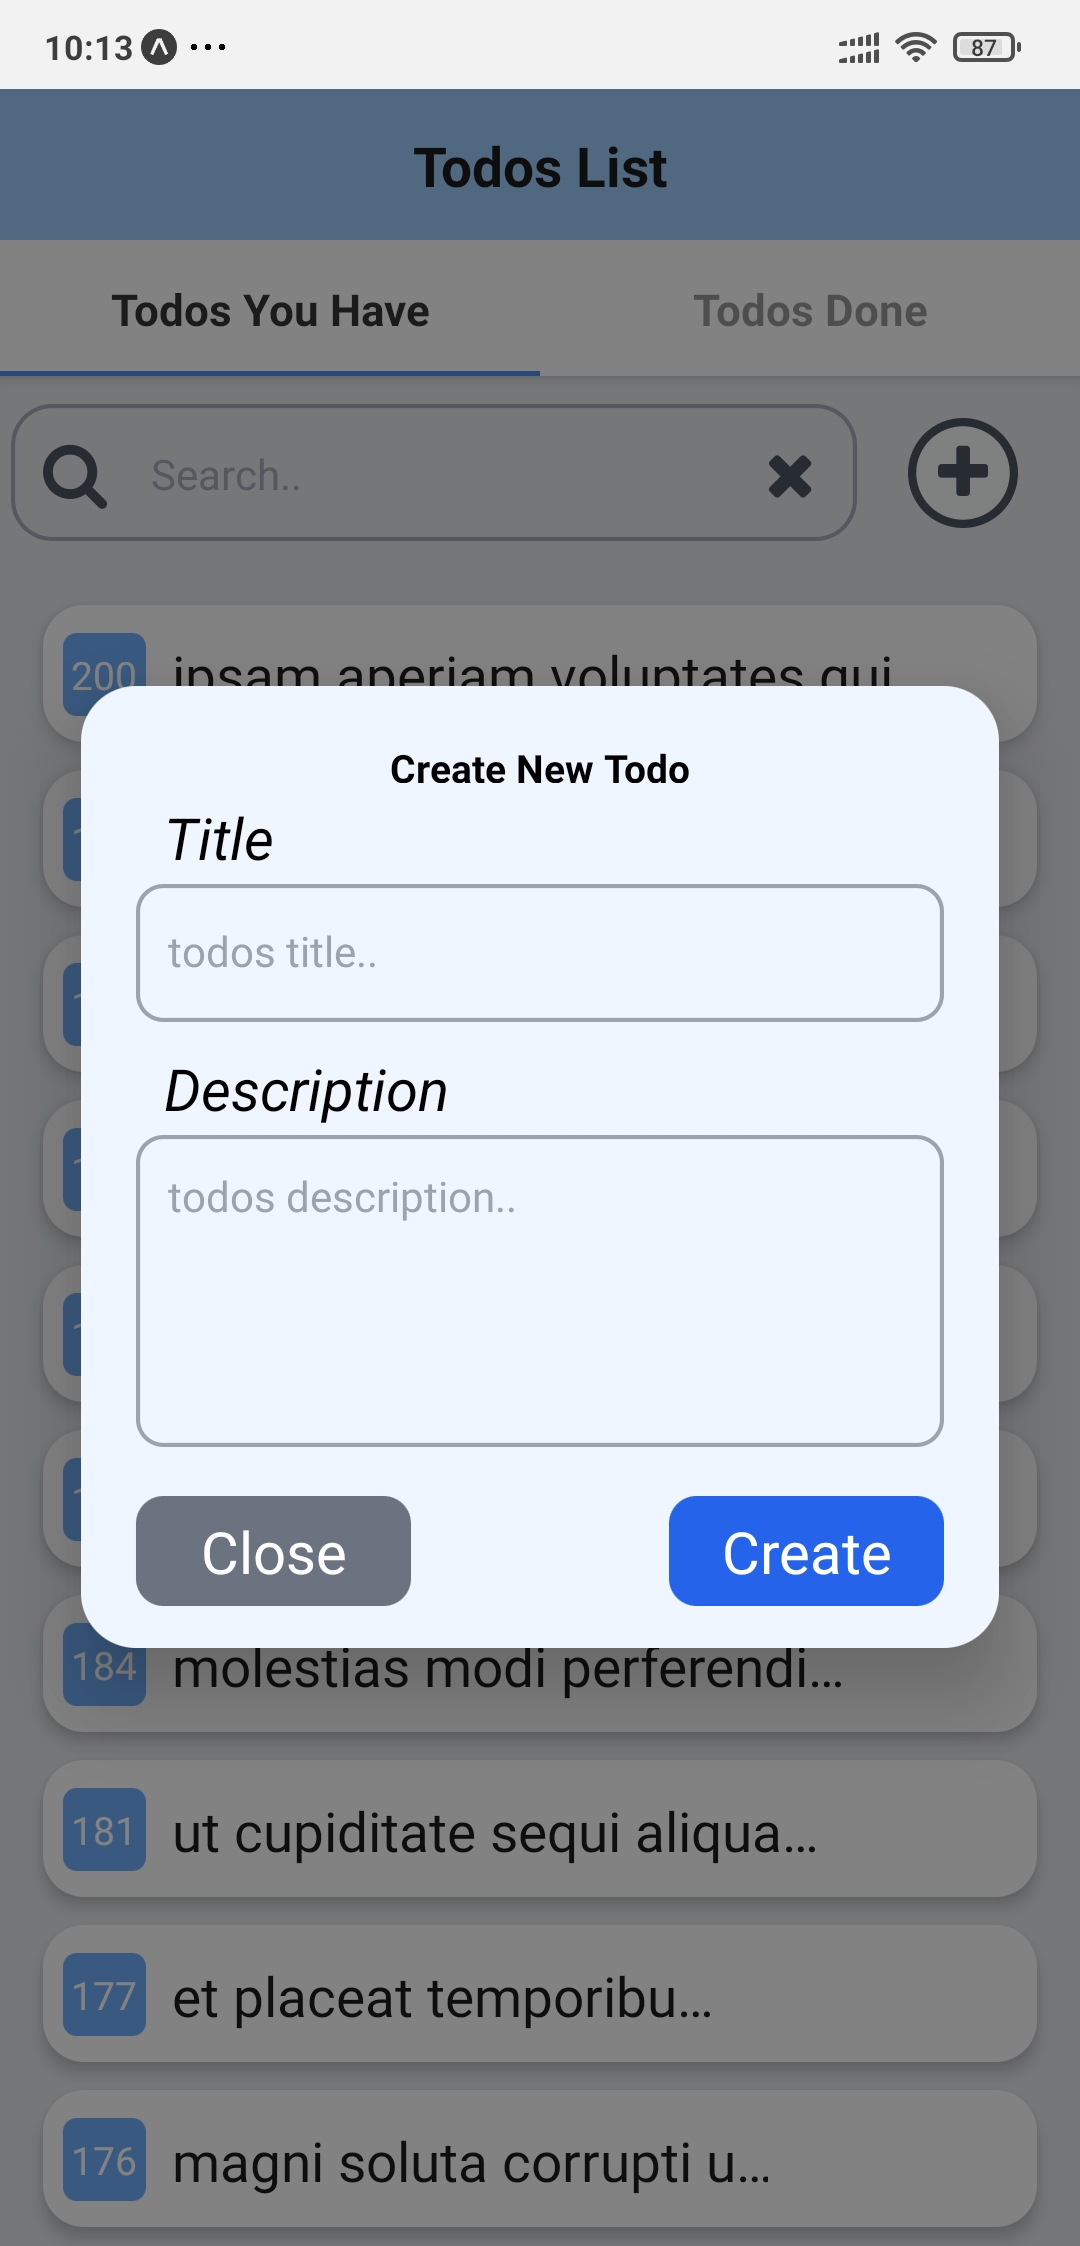 10:13
87
Todos List
Todos You Have
Todos Done
Search..
200 ipsam aperiam voluptates qui
Create New Todo
Title
todos title..
Description
todos description..
Close
Create
184 molestias modi perferendi...
181 ut cupiditate sequi aliqua...
177 et placeat temporibu...
176 magni soluta corrupti u...